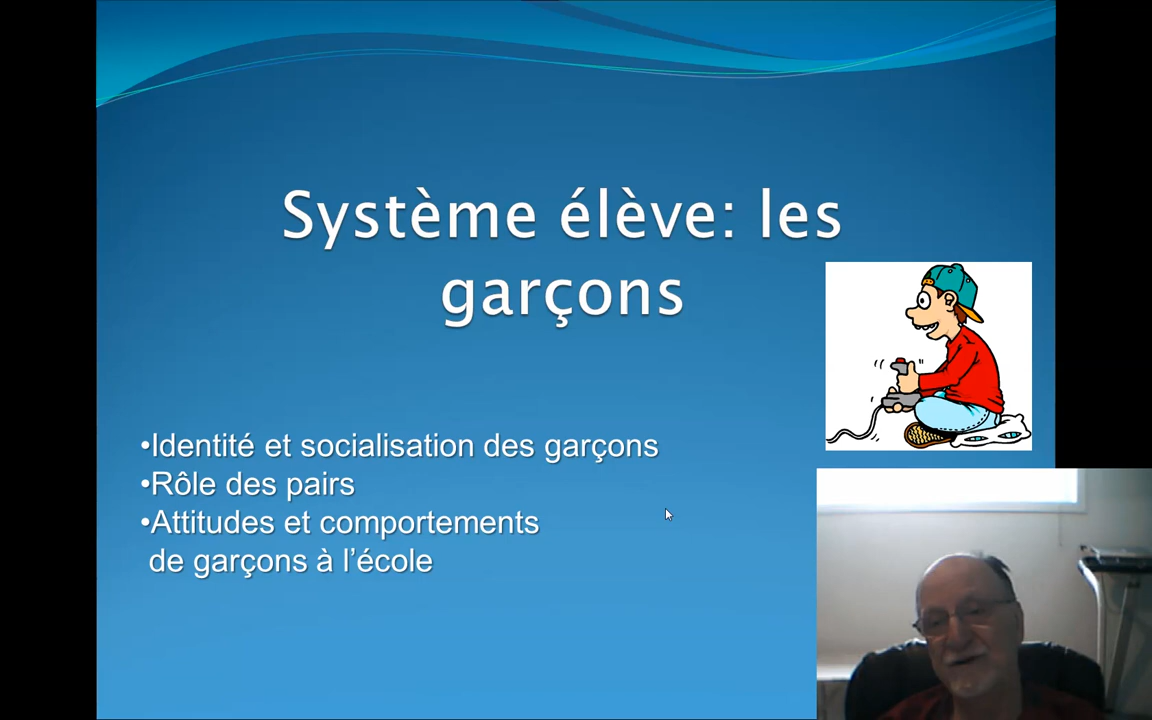 Système élève: les
garçons
•Identité et socialisation des garçons
•Rôle des pairs
•Attitudes et comportements
de garçons à l’école